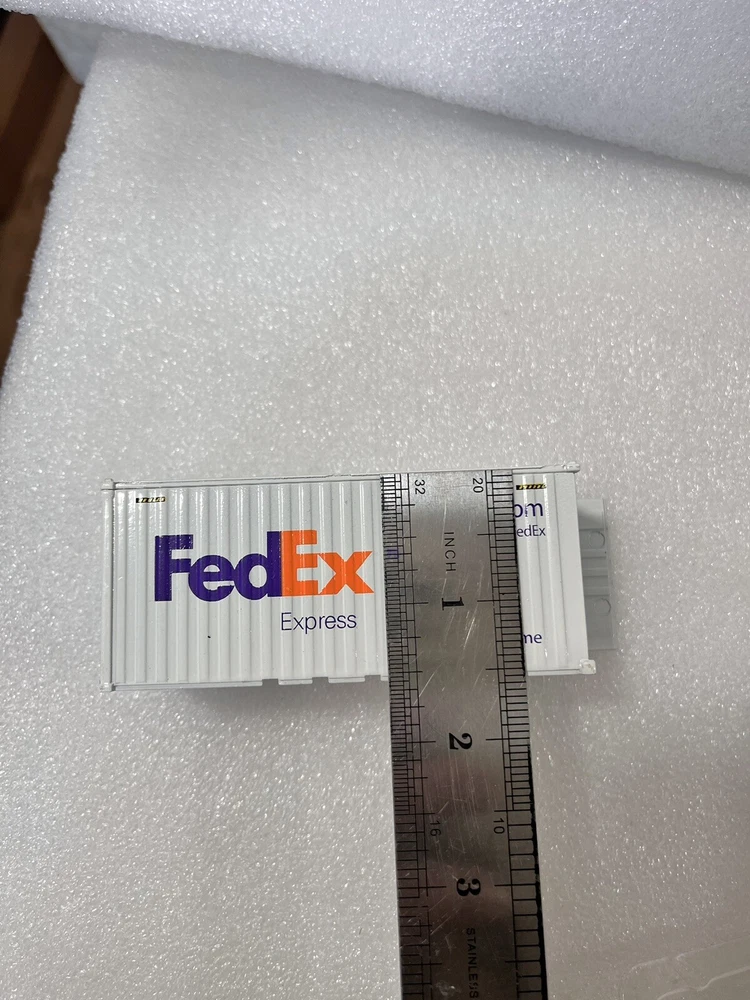 FedEx
Express
om
edEx
me
32
20
INCH
1
2
16
10
3
STAINLESS